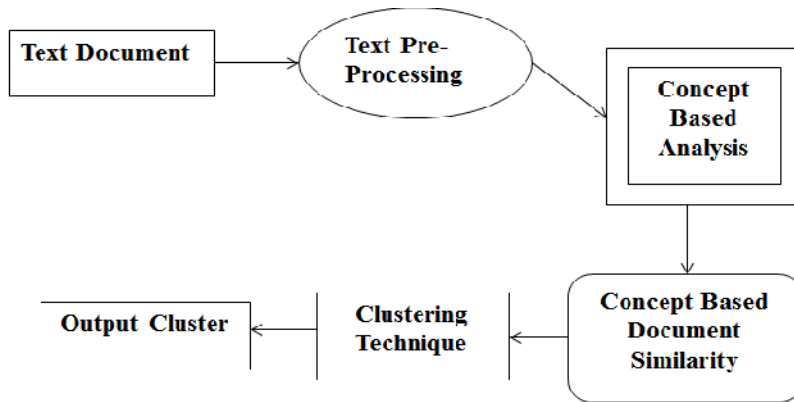 Text Document
Text Pre-
Processing
Concept
Based
Analysis
Concept Based
Document
Similarity
Clustering
Technique
Output Cluster